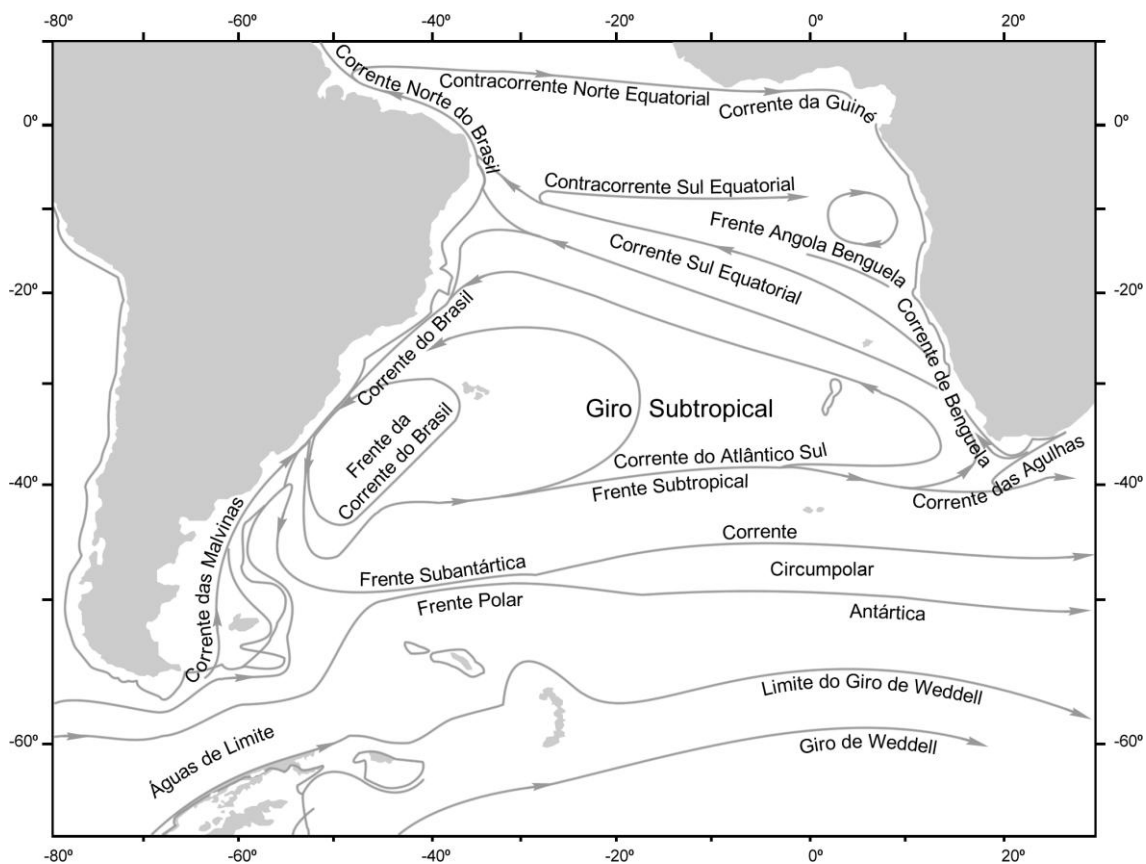 -80º -60º -40º -20º 0º 20º
Corrente Norte do Brasil
Contracorrente Norte Equatorial
Corrente da Guiné
0º 0º
Contracorrente Sul Equatorial
Frente Angola Benguela
Corrente Sul Equatorial
-20º -20º
Corrente do Brasil
Corrente de Benguela
Giro Subtropical
Frente da
Corrente do Brasil
Corrente do Atlântico Sul
Frente Subtropical
Corrente das Agulhas
-40º -40º
Corrente das Malvinas
Corrente
Circumpolar
Antártica
Frente Subantártica
Frente Polar
Limite do Giro de Weddell
Giro de Weddell
Águas de Limite
-60º -60º
-80º -60º -40º -20º 0º 20º